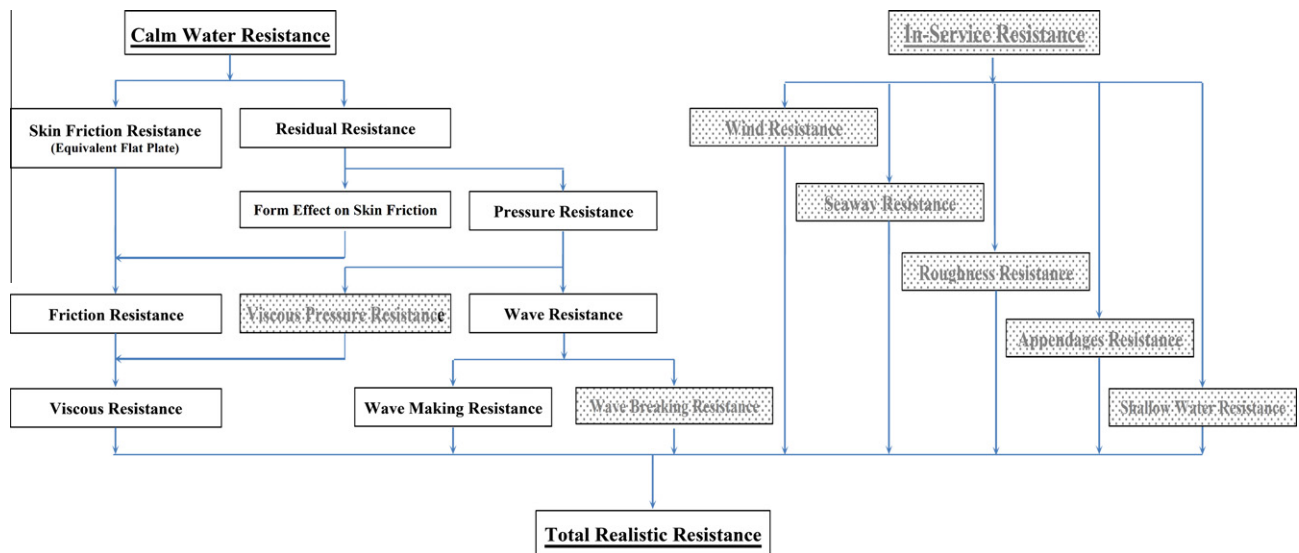 Calm Water Resistance
In-Service Resistance
Skin Friction Resistance
(Equivalent Flat Plate)
Residual Resistance
Wind Resistance
Form Effect on Skin Friction
Pressure Resistance
Seaway Resistance
Roughness Resistance
Friction Resistance
Viscous Pressure Resistance
Wave Resistance
Appendages Resistance
Viscous Resistance
Wave Making Resistance
Wave Breaking Resistance
Shallow Water Resistance
Total Realistic Resistance